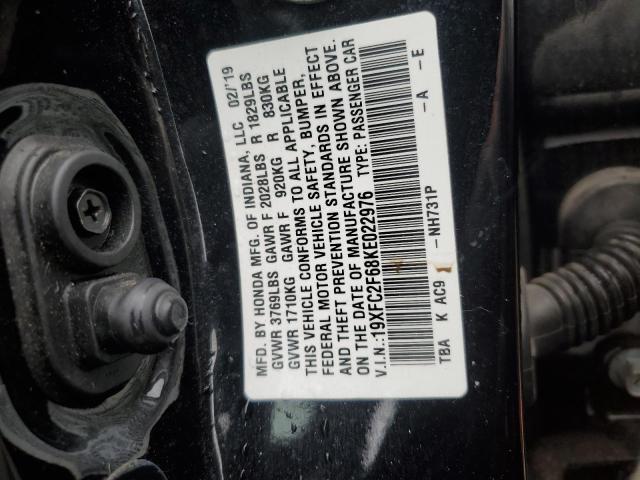 MFD. BY HONDA MFG. OF INDIANA, LLC 02/'19
GVWR 3769LBS GAWR F 2028LBS R 1829LBS
GVWR 1710KG GAWR F 920KG R 830KG
THIS VEHICLE CONFORMS TO ALL APPLICABLE
FEDERAL MOTOR VEHICLE SAFETY, BUMPER,
AND THEFT PREVENTION STANDARDS IN EFFECT
ON THE DATE OF MANUFACTURE SHOWN ABOVE.
V.I.N.:19XFC2F68KE022976 TYPE: PASSENGER CAR
TBA K AC9 - NH731P -A -E